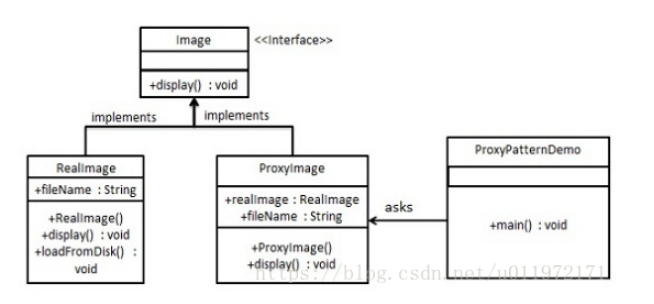 Image
<<Interface>>
+display() : void
implements
implements
RealImage
+fileName : String
+RealImage()
+display() : void
+loadFromDisk() :
void
ProxyImage
+realImage : RealImage
+fileName : String
+ProxyImage()
+display() : void
asks
ProxyPatternDemo
+main() : void
https://blog.csdn.net/u011972171